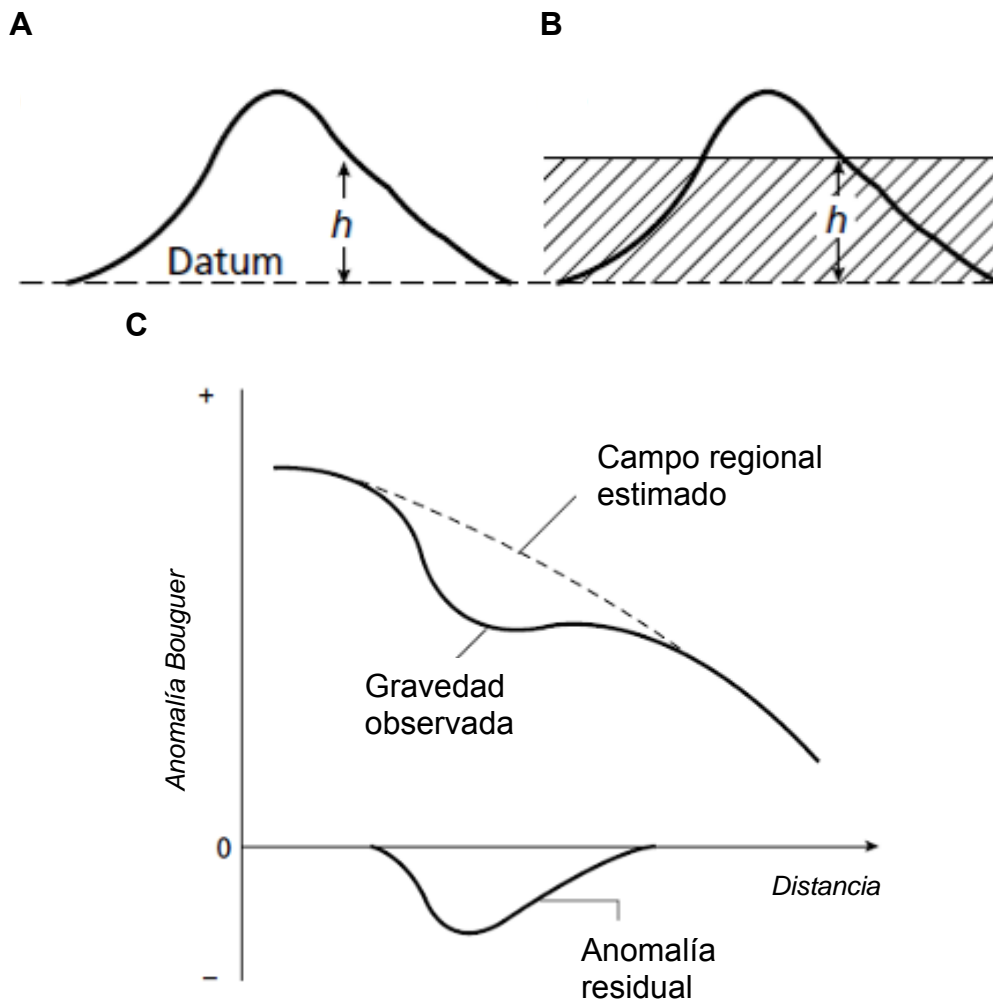 A
B
h
Datum
h
C
+
Campo regional
estimado
Anomalía Bouguer
Gravedad
observada
0
Distancia
Anomalía
residual
−